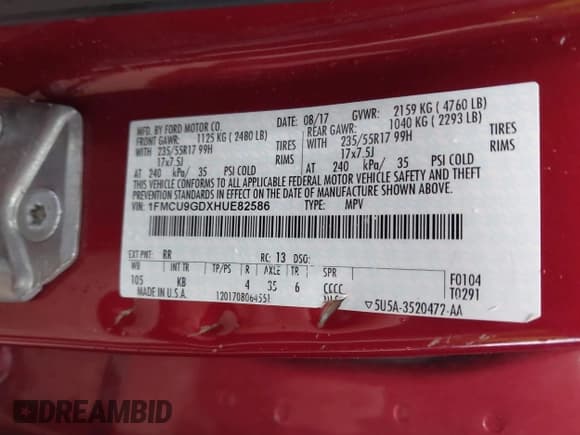 MFD. BY FORD MOTOR CO.
DATE: 08/17 GVWR: 2159 KG ( 4760 LB)
FRONT GAWR: 1125 KG ( 2480 LB) REAR GAWR: 1040 KG ( 2293 LB)
WITH 235/55R17 99H TIRES WITH 235/55R17 99H TIRES
17x7.5J RIMS 17x7.5J RIMS
AT 240 kPa/ 35 PSI COLD AT 240 kPa/ 35 PSI COLD
THIS VEHICLE CONFORMS TO ALL APPLICABLE FEDERAL MOTOR VEHICLE SAFETY AND THEFT
PREVENTION STANDARDS IN EFFECT ON THE DATE OF MANUFACTURE SHOWN ABOVE.
VIN: 1FMCU9GDXHUE82586 TYPE: MPV
EXT PNT: RR RC: 13 DSO:
WB INT TR TP/PS R AXLE TR SPR
105 KB 4 35 6 CCCC
F0104
T0291
MADE IN U.S.A. 1201708064551
▽5U5A-3520472-AA
DREAMBID